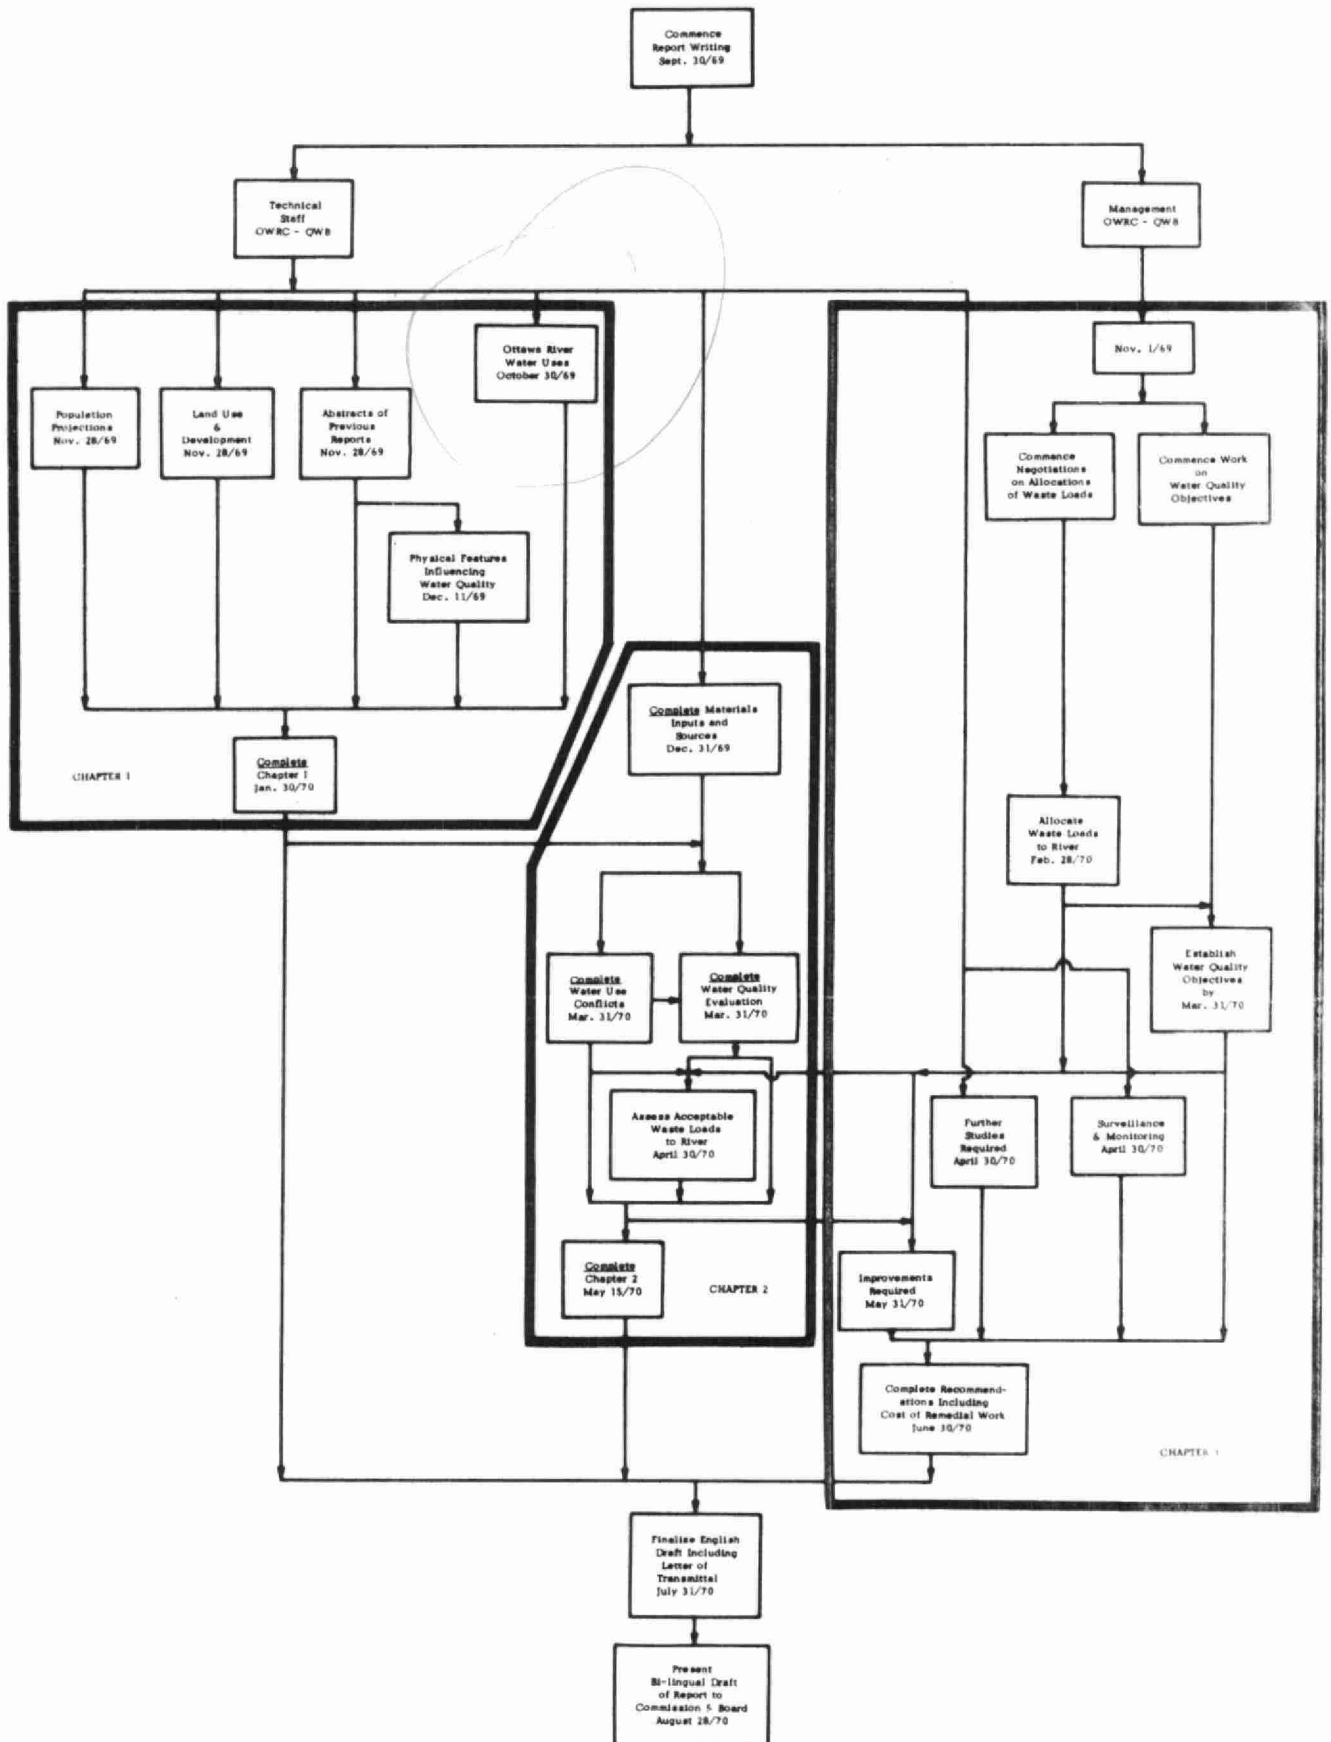 Commence
Report Writing
Sept. 30/69
Technical
Staff
OWRC - QWB
Management
OWRC - QWB
Ottawa River
Water Uses
October 30/69
Nov. 1/69
Population
Projections
Nov. 28/69
Land Use
&
Development
Nov. 28/69
Abstracts of
Previous
Reports
Nov. 28/69
Commence
Negotiations
on Allocations
of Waste Loads
Commence Work
on
Water Quality
Objectives
Physical Features
Influencing
Water Quality
Dec. 11/69
Complete Materials
Inputs and
Sources
Dec. 31/69
Complete
Chapter 1
Jan. 30/70
CHAPTER 1
Allocate
Waste Loads
to River
Feb. 28/70
Complete
Water Use
Conflicts
Mar. 31/70
Complete
Water Quality
Evaluation
Mar. 31/70
Establish
Water Quality
Objectives
by
Mar. 31/70
Assess Acceptable
Waste Loads
to River
April 30/70
Further
Studies
Required
April 30/70
Surveillance
& Monitoring
April 30/70
Complete
Chapter 2
May 15/70
CHAPTER 2
Improvements
Required
May 31/70
Complete Recommend-
ations Including
Cost of Remedial Work
June 30/70
CHAPTER
Finalise English
Draft Including
Letter of
Transmittal
July 31/70
Present
Bi-lingual Draft
of Report to
Commission & Board
August 28/70